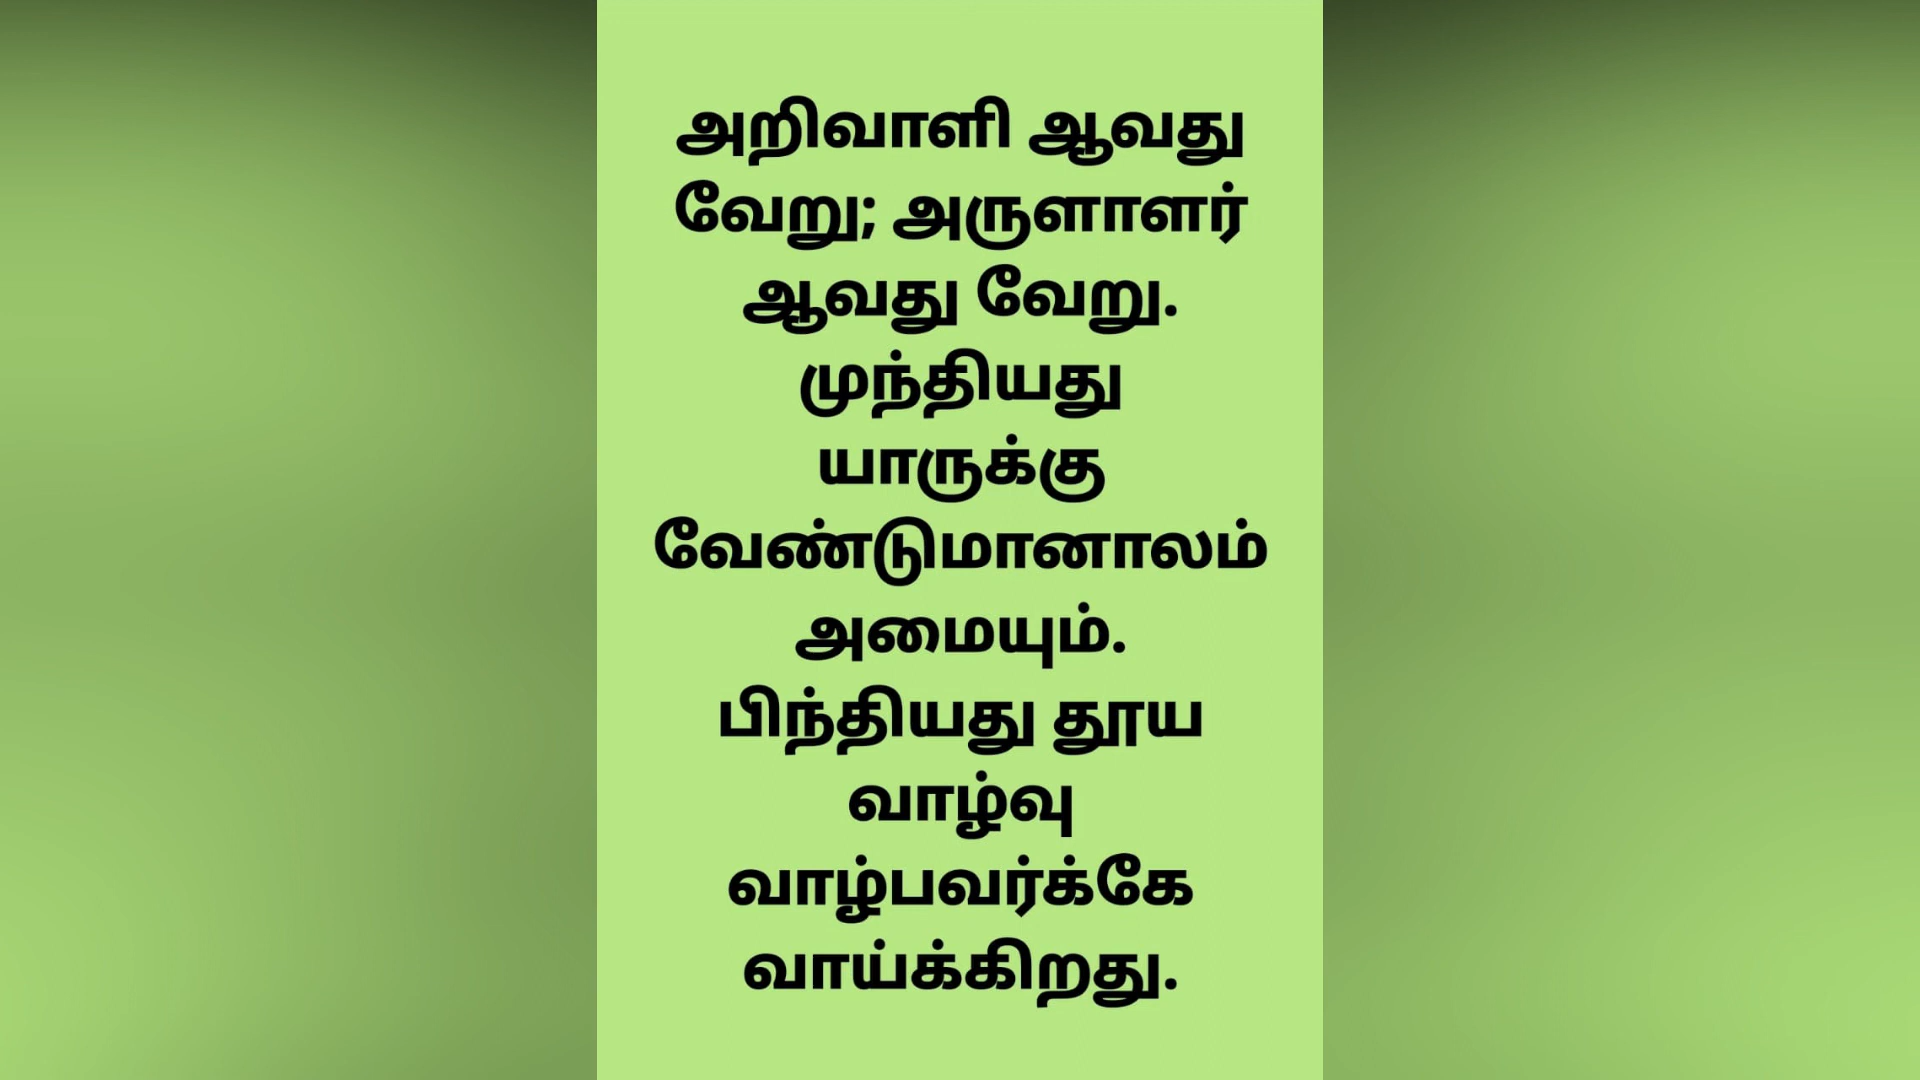 அறிவாளி ஆவது
வேறு; அருளாளர்
ஆவது வேறு.
முந்தியது
யாருக்கு
வேண்டுமானாலம்
அமையும்.
பிந்தியது தூய
வாழ்வு
வாழ்பவர்க்கே
வாய்க்கிறது.